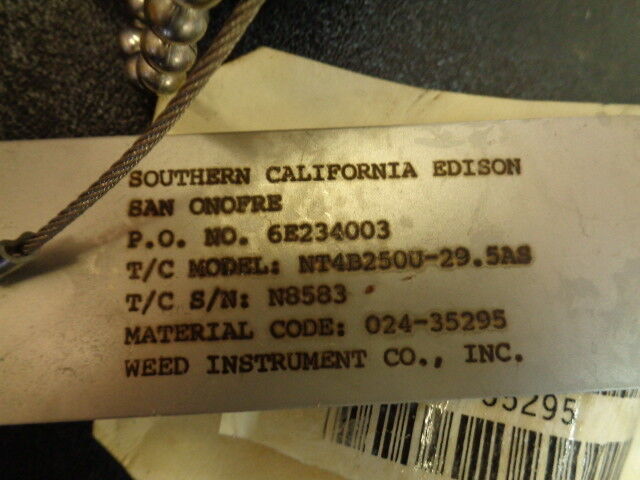 SOUTHERN CALIFORNIA EDISON
SAN ONOFRE
P.O. NO. 6E234003
T/C MODEL: NT4B250U-29.5AS
T/C S/N: N8583
MATERIAL CODE: 024-35295
WEED INSTRUMENT CO., INC.
35295